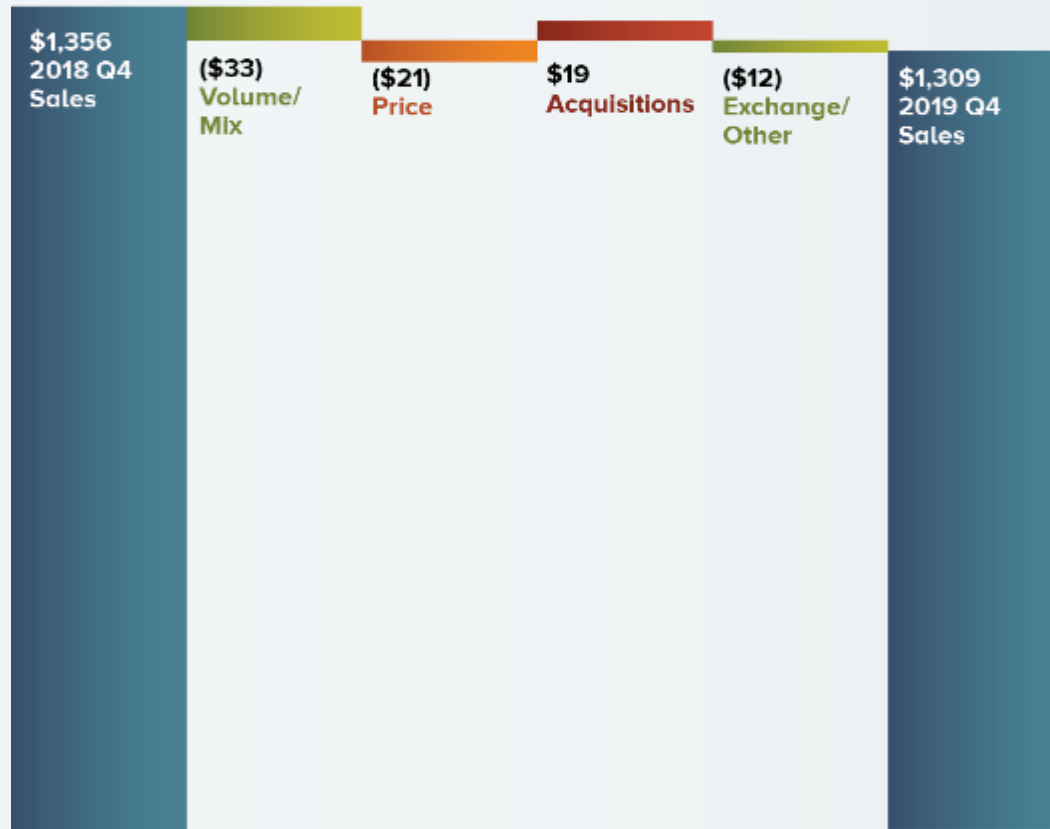 $1,356
2018 Q4
Sales
($33)
Volume/
Mix
($21)
Price
$19
Acquisitions
($12)
Exchange/
Other
$1,309
2019 Q4
Sales